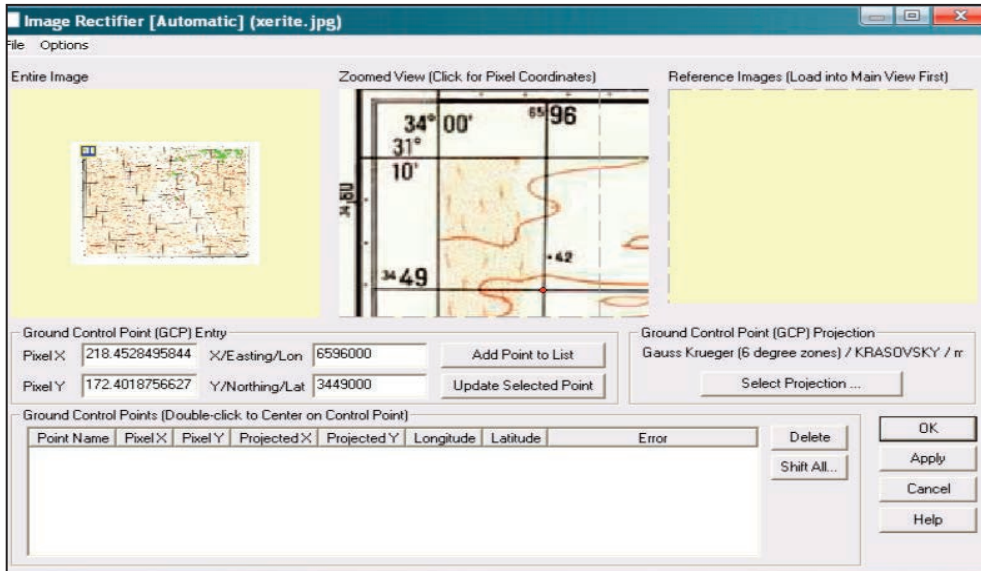 Image Rectifier [Automatic] (xerite.jpg)
File Options
Entire Image
Zoomed View (Click for Pixel Coordinates)
Reference Images (Load into Main View First)
34° 00'
65 96
31°
10'
• 42
34 49
Ground Control Point (GCP) Entry
Pixel X 218.4528495844 X/Easting/Lon 6596000 Add Point to List
Pixel Y 172.4018756627 Y/Northing/Lat 3449000 Update Selected Point
Ground Control Point (GCP) Projection
Gauss Krueger (6 degree zones) / KRASOVSKY / m
Select Projection ...
Ground Control Points (Double-click to Center on Control Point)
Point Name Pixel X Pixel Y Projected X Projected Y Longitude Latitude Error
Delete
Shift All...
OK
Apply
Cancel
Help